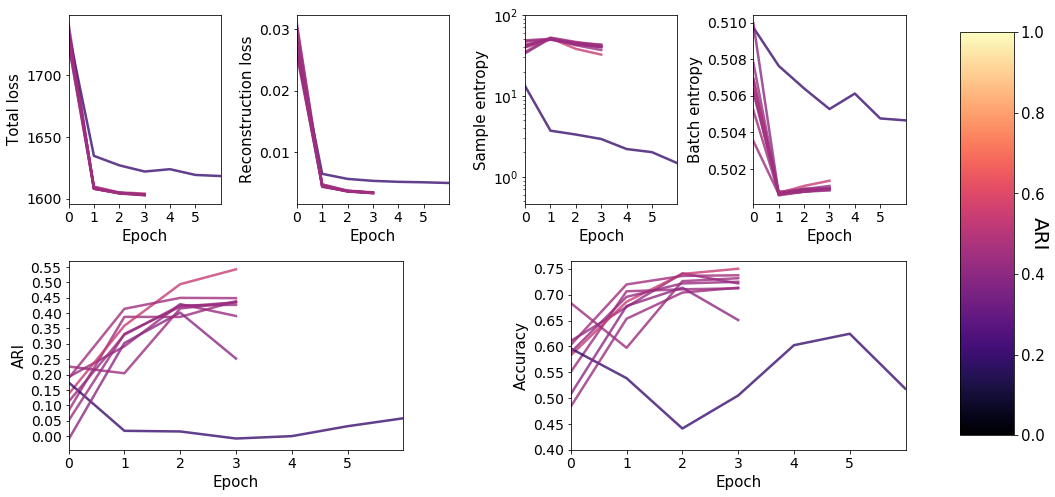 Total loss
1700
1650
1600
0 1 2 3 4 5
Epoch
Reconstruction loss
0.03
0.02
0.01
0 1 2 3 4 5
Epoch
Sample entropy
10²
10¹
10⁰
0 1 2 3 4 5
Epoch
Batch entropy
0.510
0.508
0.506
0.504
0.502
0 1 2 3 4 5
Epoch
ARI
0.55
0.50
0.45
0.40
0.35
0.30
0.25
0.20
0.15
0.10
0.05
0.00
0 1 2 3 4 5
Epoch
Accuracy
0.75
0.70
0.65
0.60
0.55
0.50
0.45
0.40
0 1 2 3 4 5
Epoch
1.0
0.8
0.6
0.4
0.2
0.0
ARI